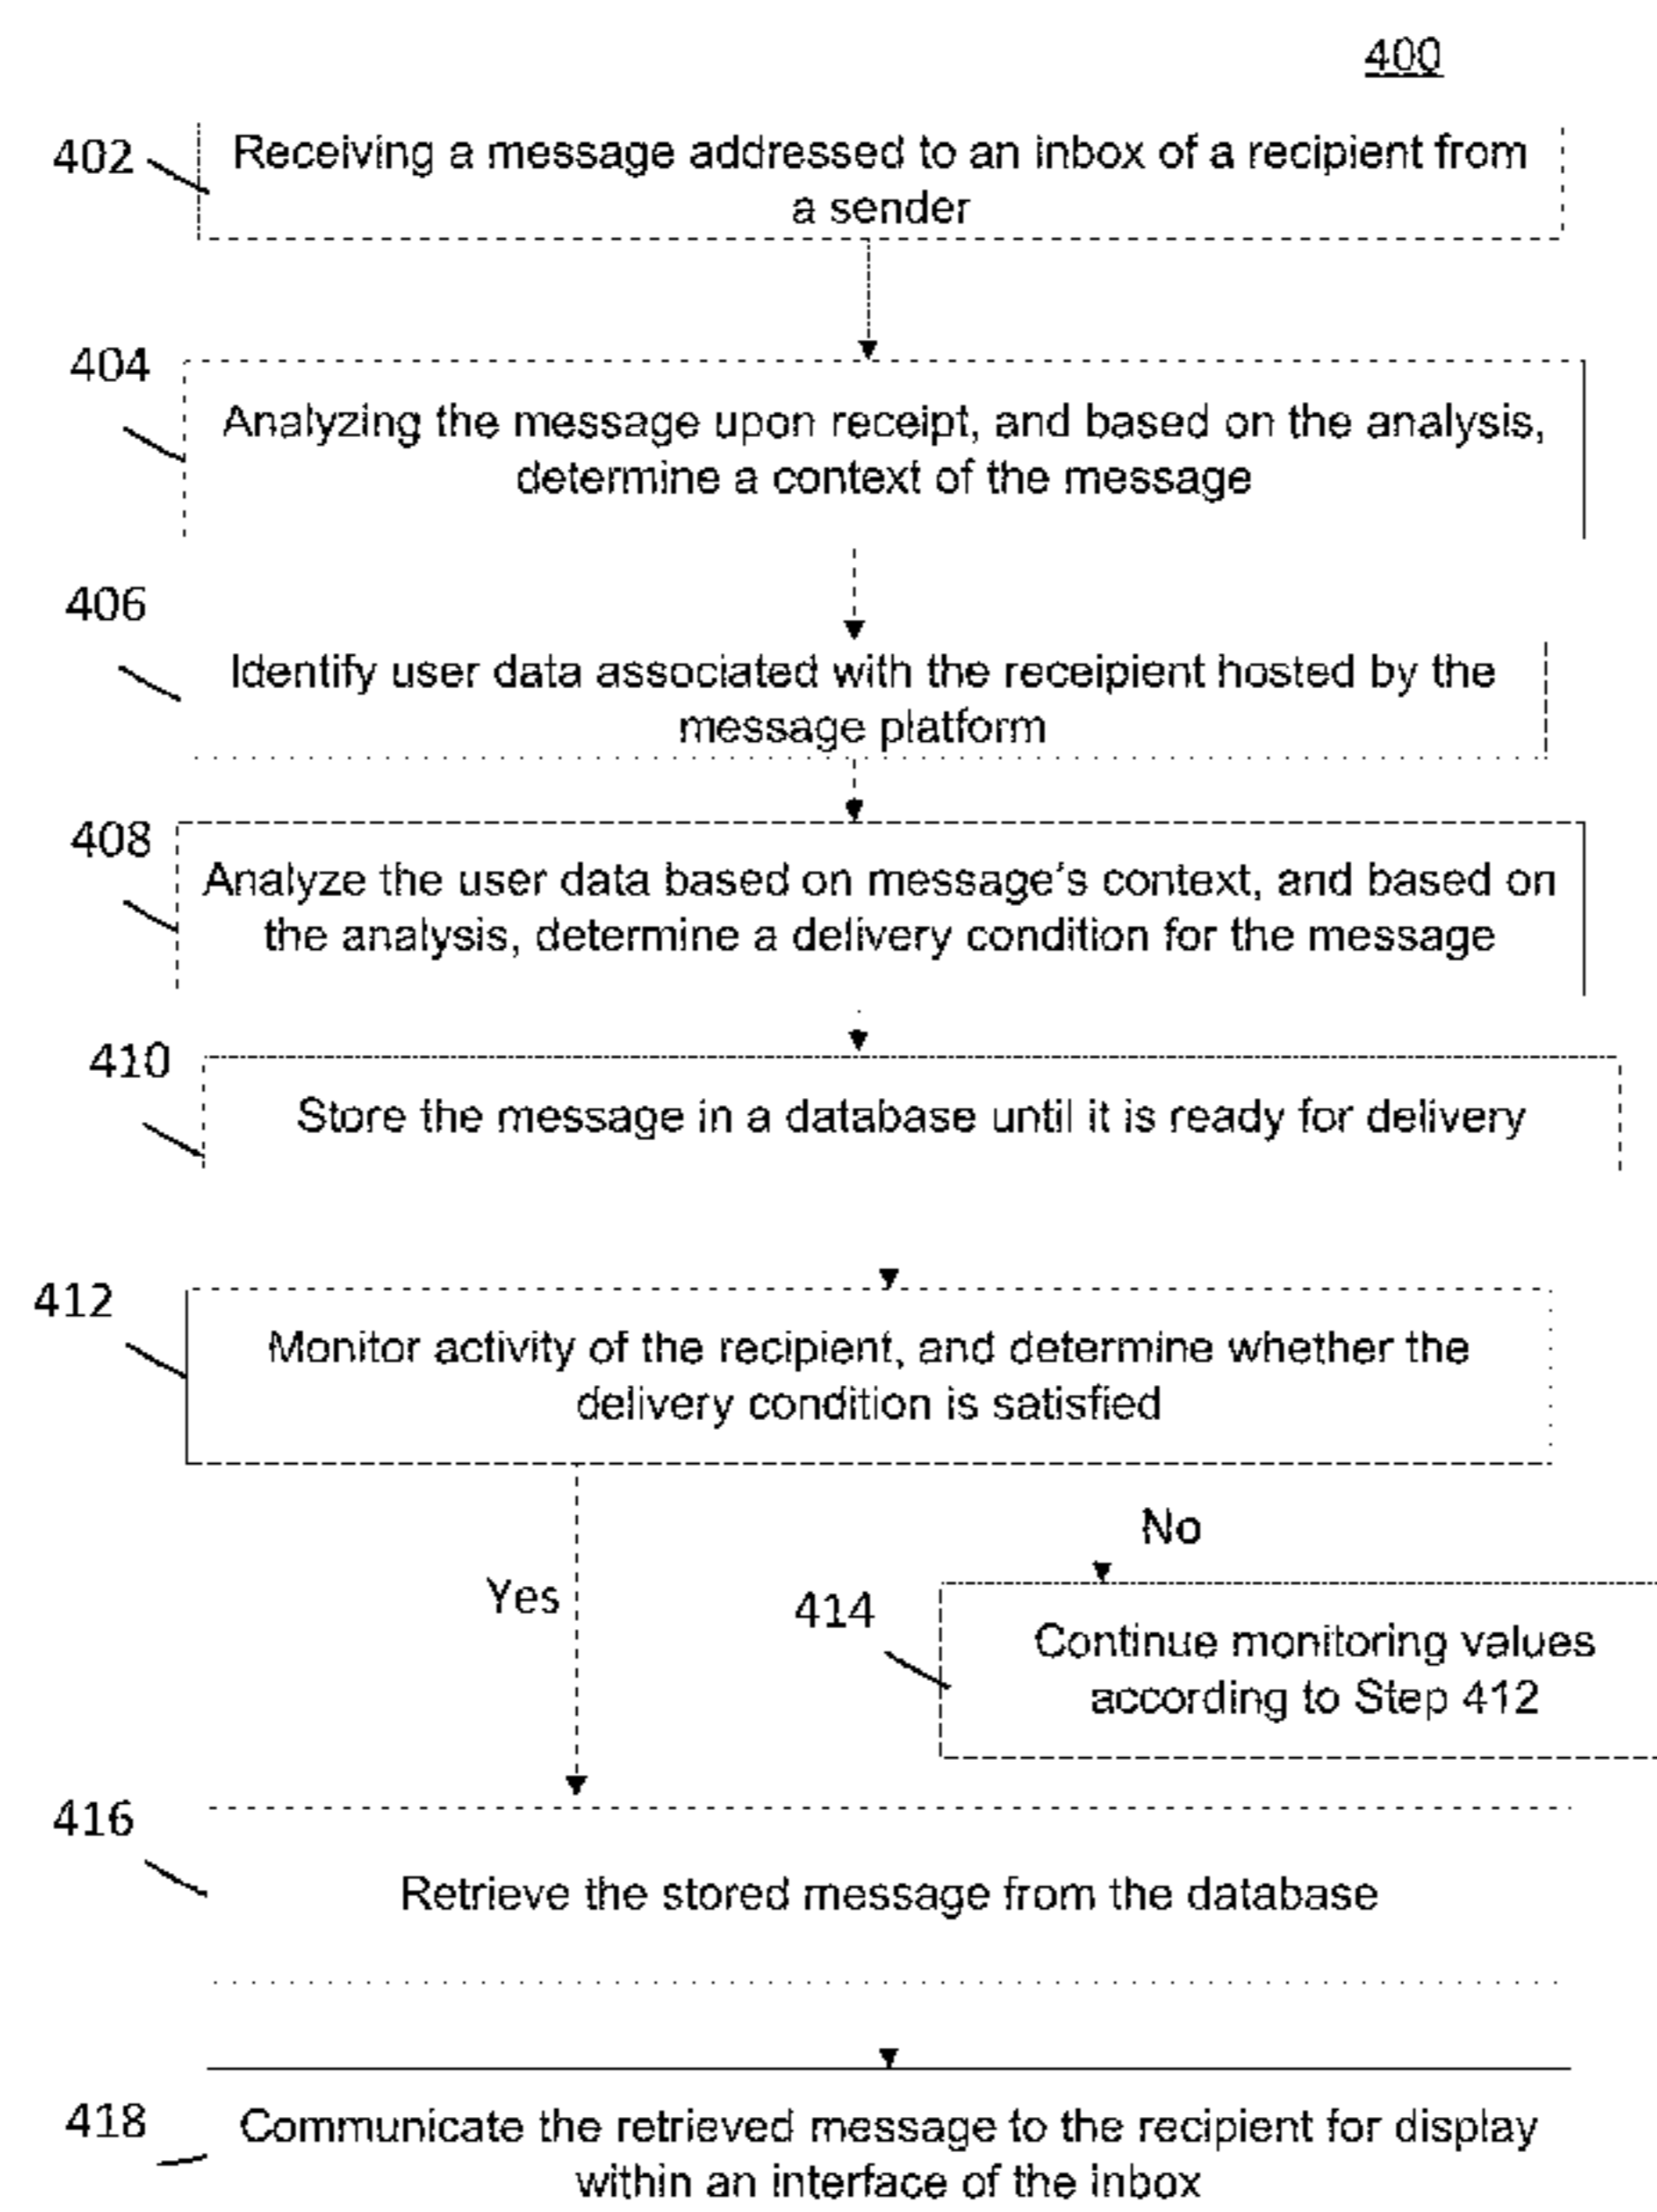 400
402
Receiving a message addressed to an inbox of a recipient from
a sender
404
Analyzing the message upon receipt, and based on the analysis,
determine a context of the message
406
Identify user data associated with the receipient hosted by the
message platform
408
Analyze the user data based on message's context, and based on
the analysis, determine a delivery condition for the message
410
Store the message in a database until it is ready for delivery
412
Monitor activity of the recipient, and determine whether the
delivery condition is satisfied
No
Yes
414
Continue monitoring values
according to Step 412
416
Retrieve the stored message from the database
418
Communicate the retrieved message to the recipient for display
within an interface of the inbox